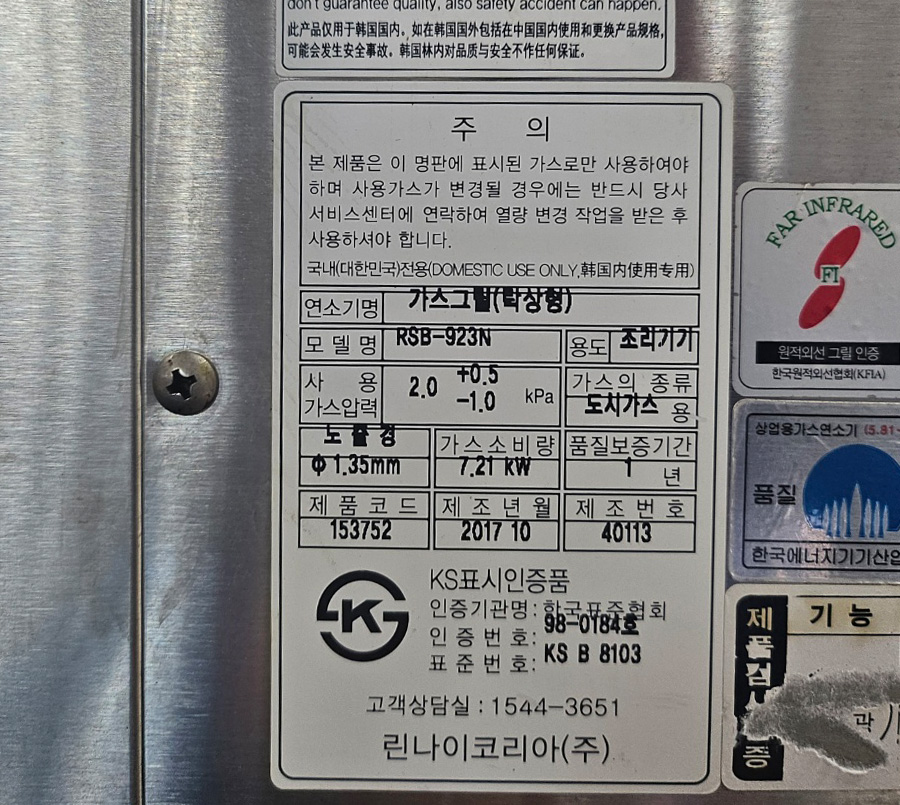 don't guarantee quality, also safety accident can happen.
此产品仅用于韩国国内。如在韩国国外包括在中国国内使用和更换产品规格,
可能会发生安全事故。韩国林内对品质与安全不作任何保证。
주 의
본 제품은 이 명판에 표시된 가스로만 사용하여야
하며 사용가스가 변경될 경우에는 반드시 당사
서비스센터에 연락하여 열량 변경 작업을 받은 후
사용하셔야 합니다.
국내(대한민국)전용(DOMESTIC USE ONLY,韩国内使用专用)
연소기명 가스그릴(탁상형)
모델명 RSB-923N 용도 조리기기
사용가스압력 2.0 +0.5 -1.0 kPa 가스의 종류 도시가스 용
노즐경 가스소비량 품질보증기간
Φ1.35mm 7.21 kW 1 년
제품코드 제조년월 제조번호
153752 2017 10 40113
KS표시인증품
인증기관명: 한국표준협회
인증번호: 98-0184호
표준번호: KS B 8103
고객상담실 : 1544-3651
린나이코리아(주)
FAR INFRARED
FI
원적외선 그릴 인증
한국원적외선협회(KFIA)
상업용가스연소기 (5.81-
품질
한국에너지기기산업
기능
제품검
증